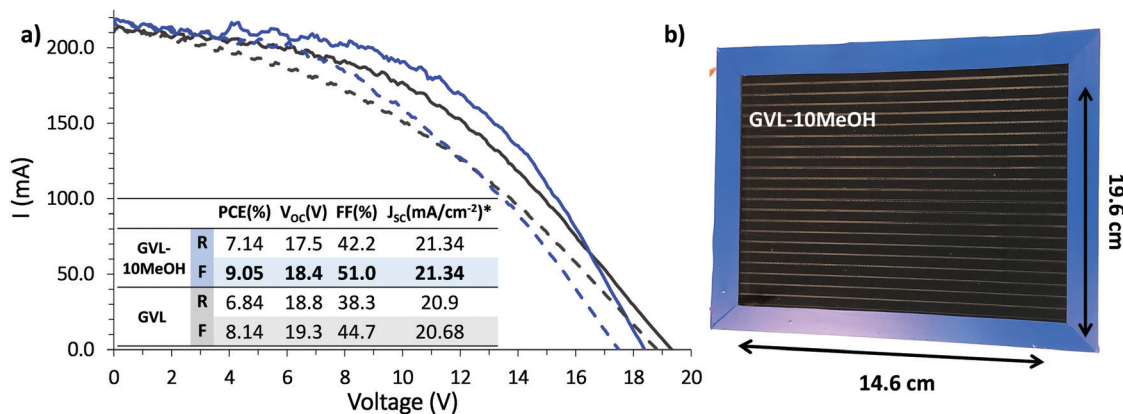 a)
I (mA)
200.0
150.0
100.0
50.0
0.0
PCE(%) V_OC(V) FF(%) J_SC(mA/cm⁻²)*
GVL-10MeOH
R 7.14 17.5 42.2 21.34
F 9.05 18.4 51.0 21.34
GVL
R 6.84 18.8 38.3 20.9
F 8.14 19.3 44.7 20.68
0 2 4 6 8 10 12 14 16 18 20
Voltage (V)
b)
GVL-10MeOH
19.6 cm
14.6 cm